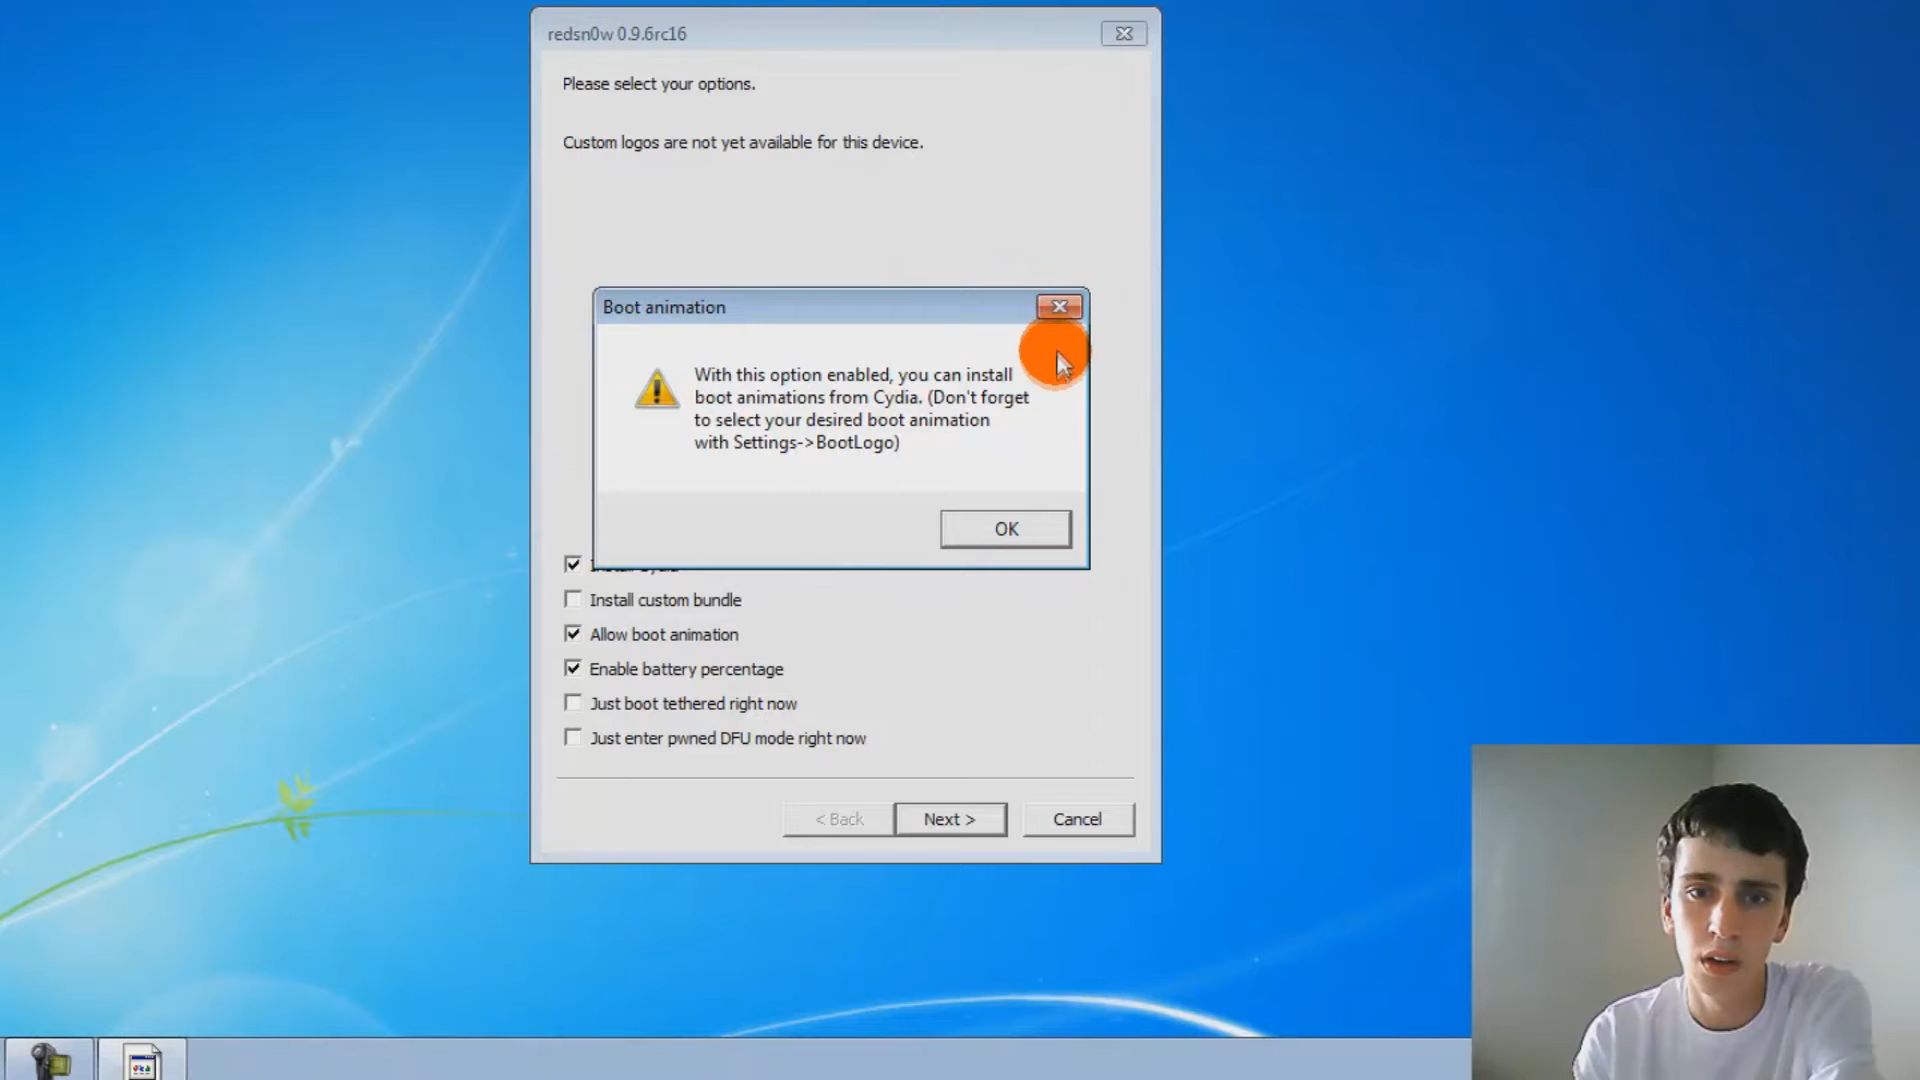 redsn0w 0.9.6rc16
Please select your options.
Custom logos are not yet available for this device.
Boot animation
With this option enabled, you can install
boot animations from Cydia. (Don't forget
to select your desired boot animation
with Settings->BootLogo)
OK
Install custom bundle
Allow boot animation
Enable battery percentage
Just boot tethered right now
Just enter pwned DFU mode right now
< Back
Next >
Cancel